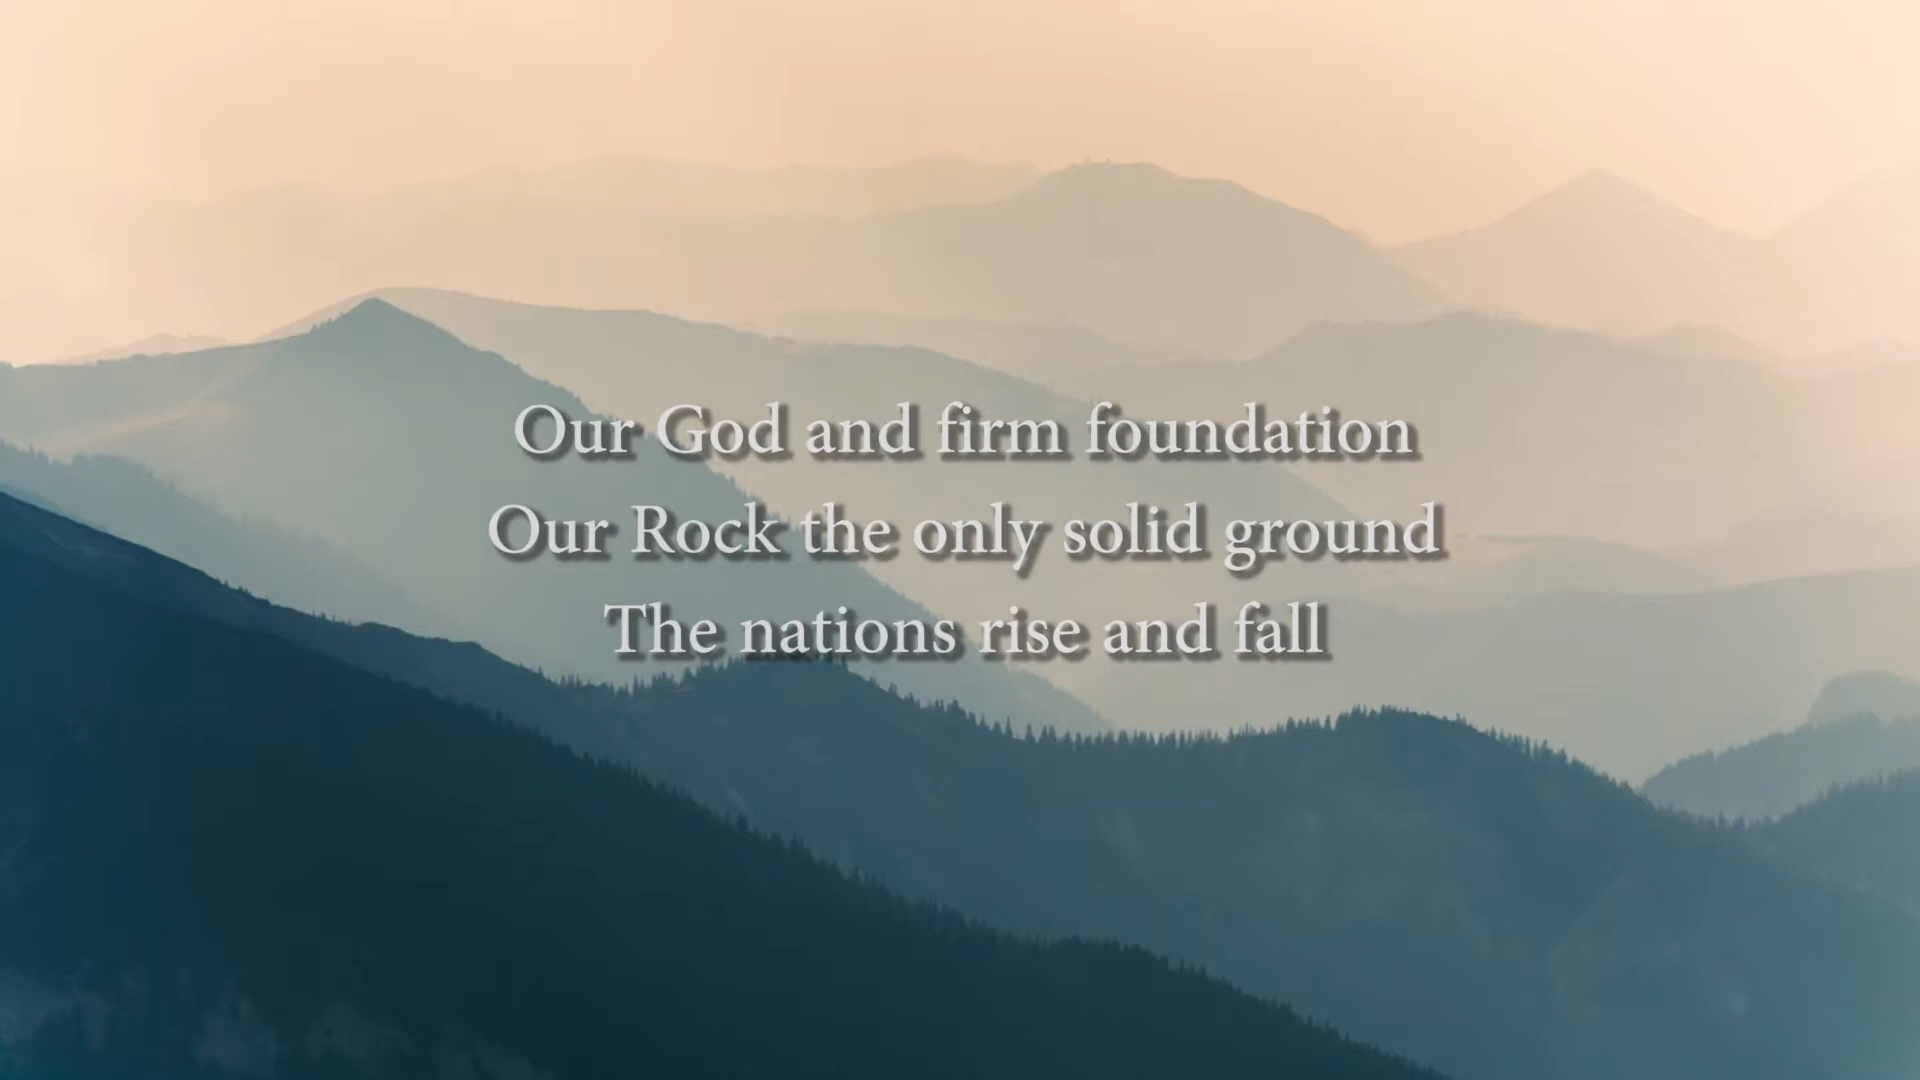 Our God and firm foundation
Our Rock the only solid ground
The nations rise and fall